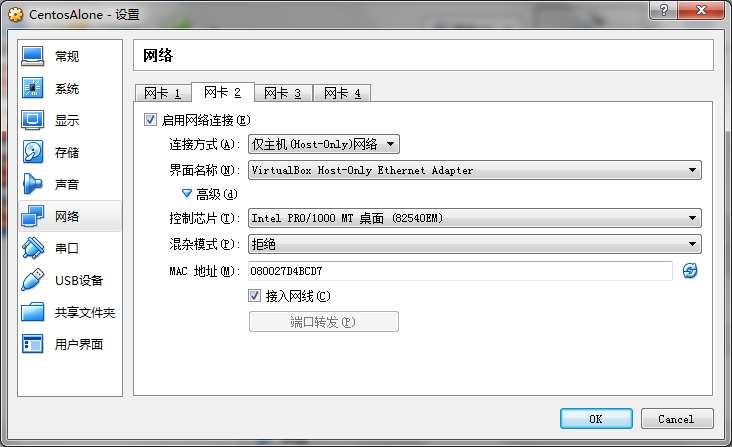 CentosAlone - 设置
?
常规
系统
显示
存储
声音
网络
串口
USB设备
共享文件夹
用户界面
网络
网卡 1 网卡 2 网卡 3 网卡 4
启用网络连接(E)
连接方式(A): 仅主机(Host-Only)网络
界面名称(N): VirtualBox Host-Only Ethernet Adapter
高级(d)
控制芯片(T): Intel PRO/1000 MT 桌面 (82540EM)
混杂模式(P): 拒绝
MAC 地址(M): 080027D4BCD7
接入网线(C)
端口转发(P)
OK Cancel